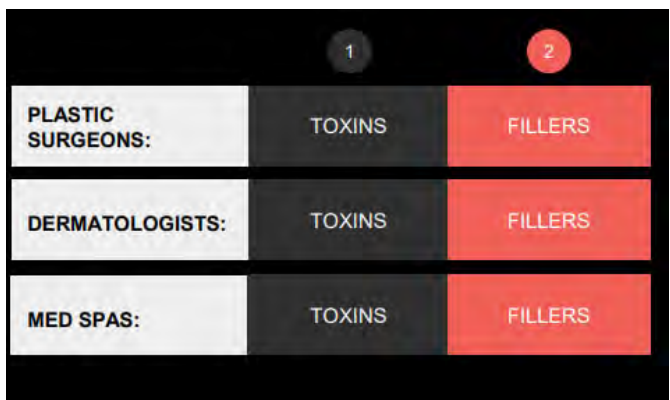 1
2
PLASTIC
SURGEONS:
TOXINS
FILLERS
DERMATOLOGISTS:
TOXINS
FILLERS
MED SPAS:
TOXINS
FILLERS